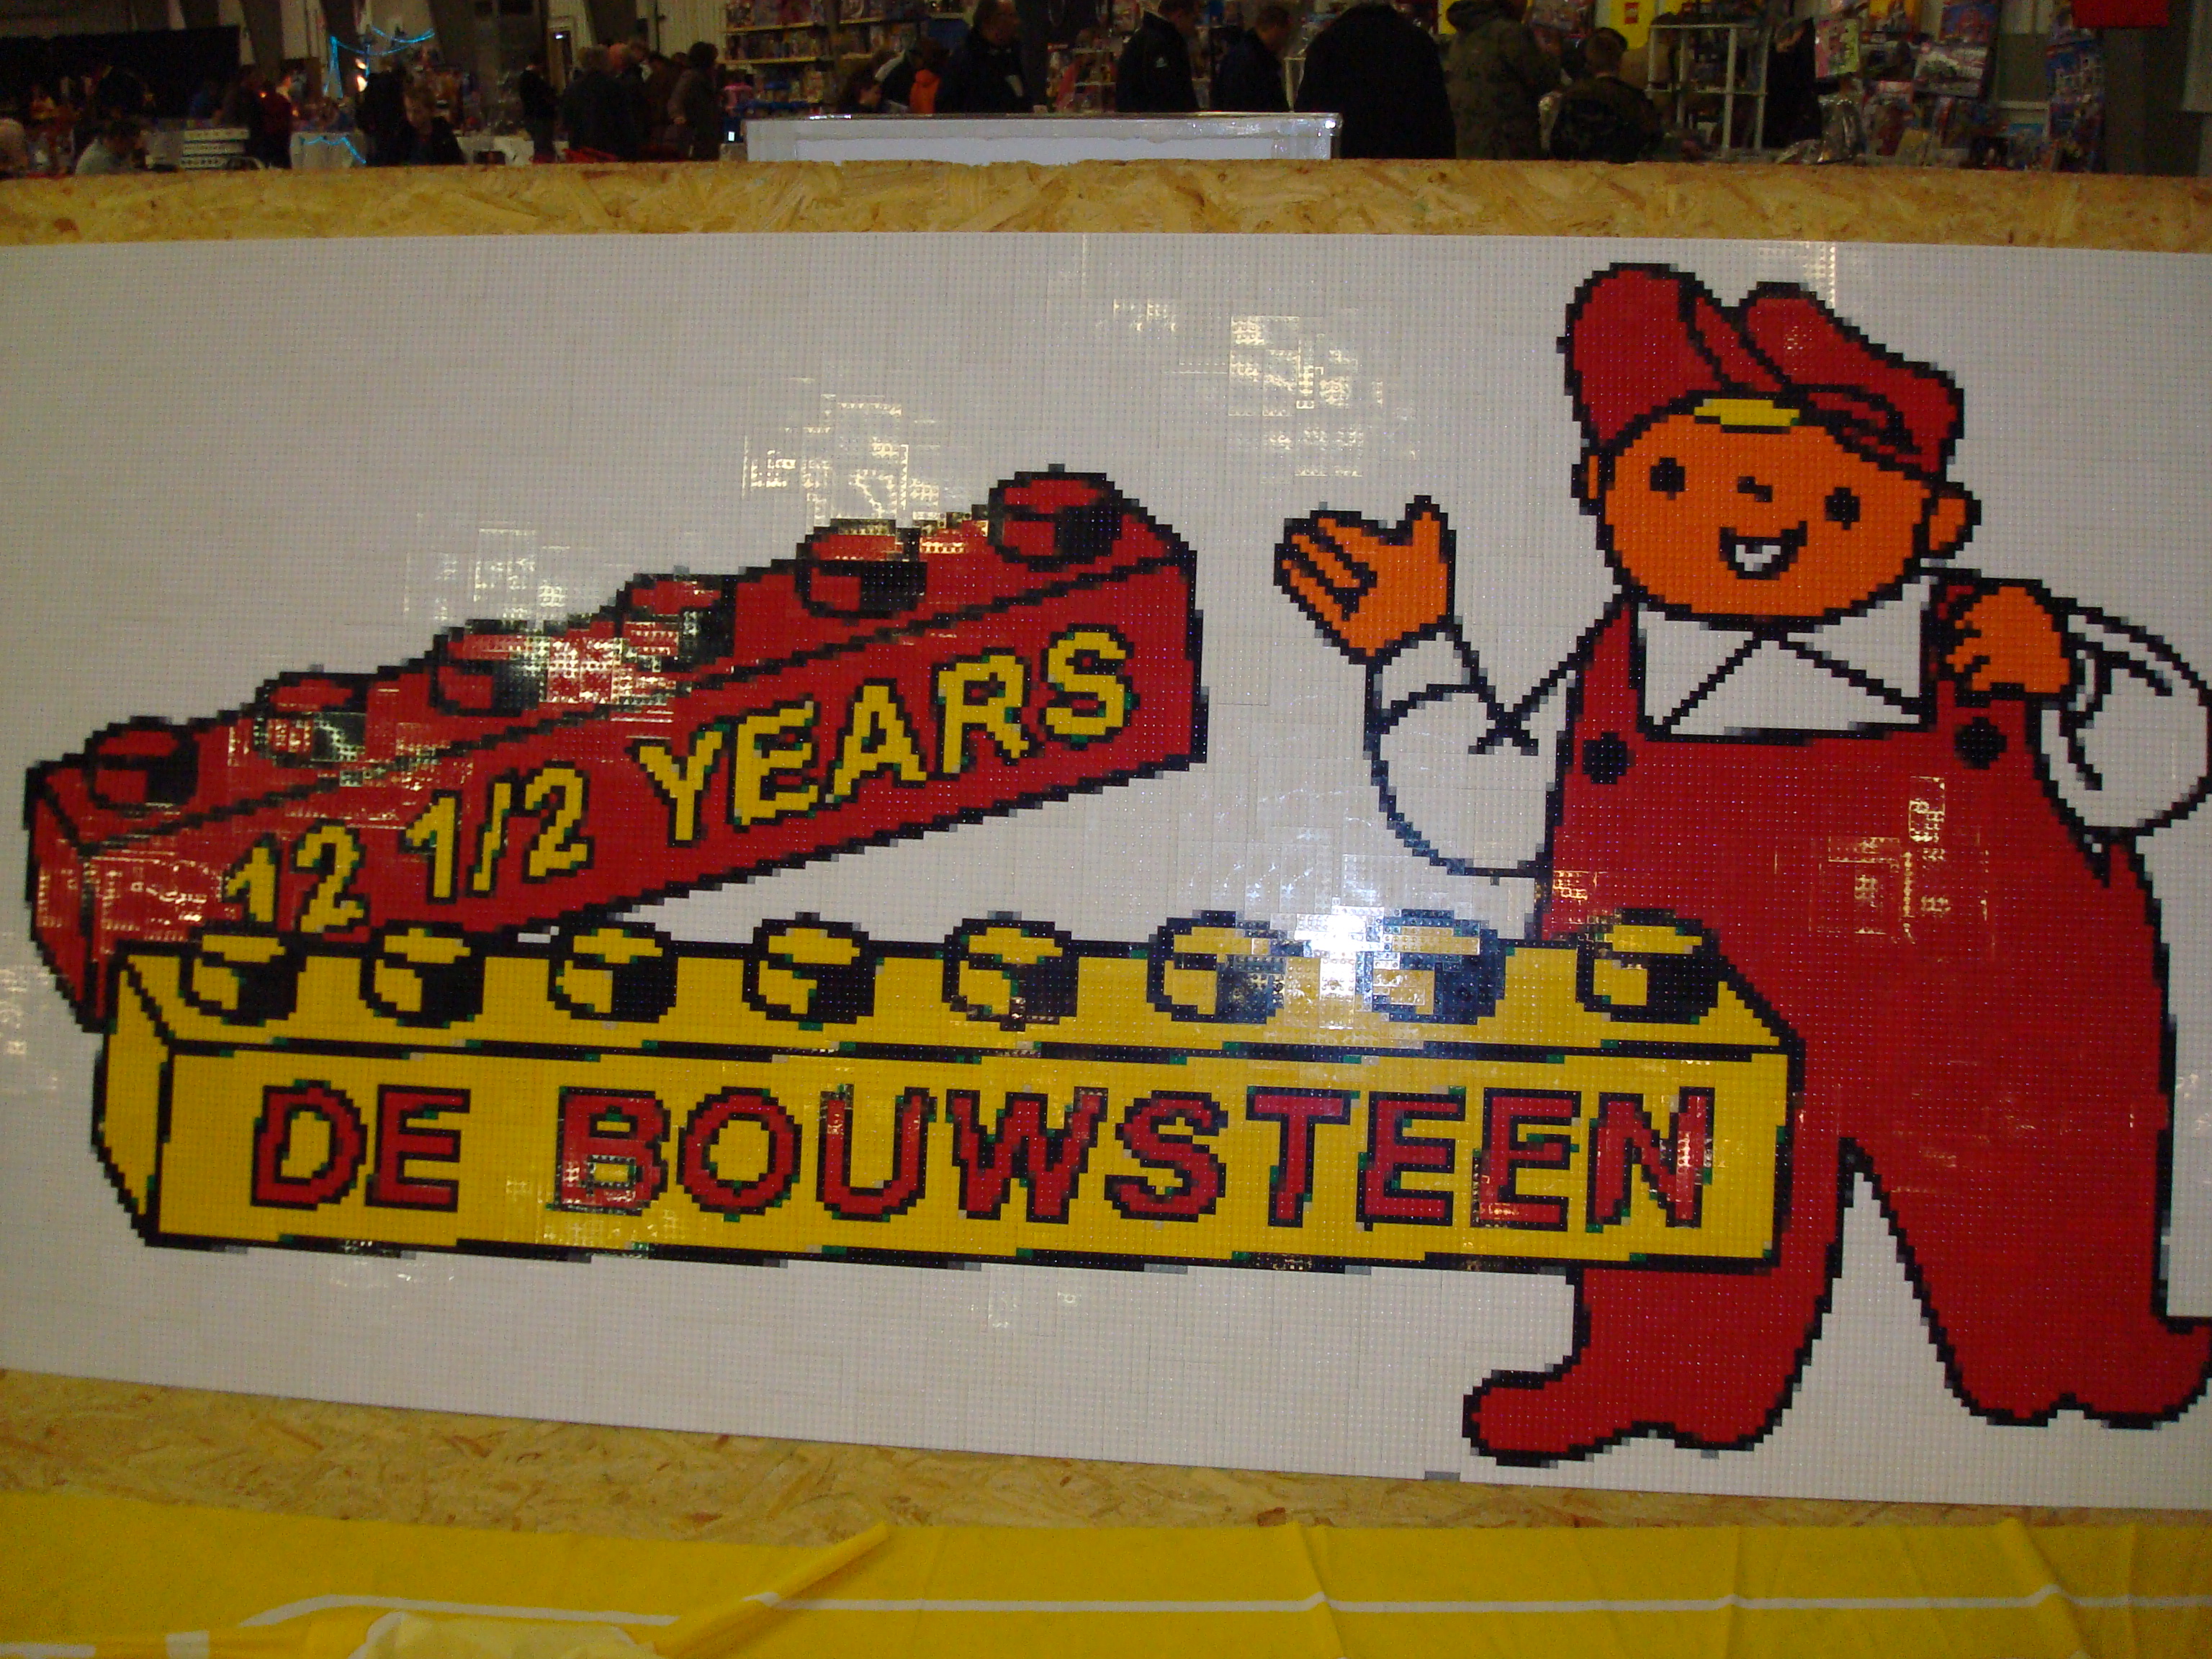 12 1/2 YEARS
DE BOUWSTEEN